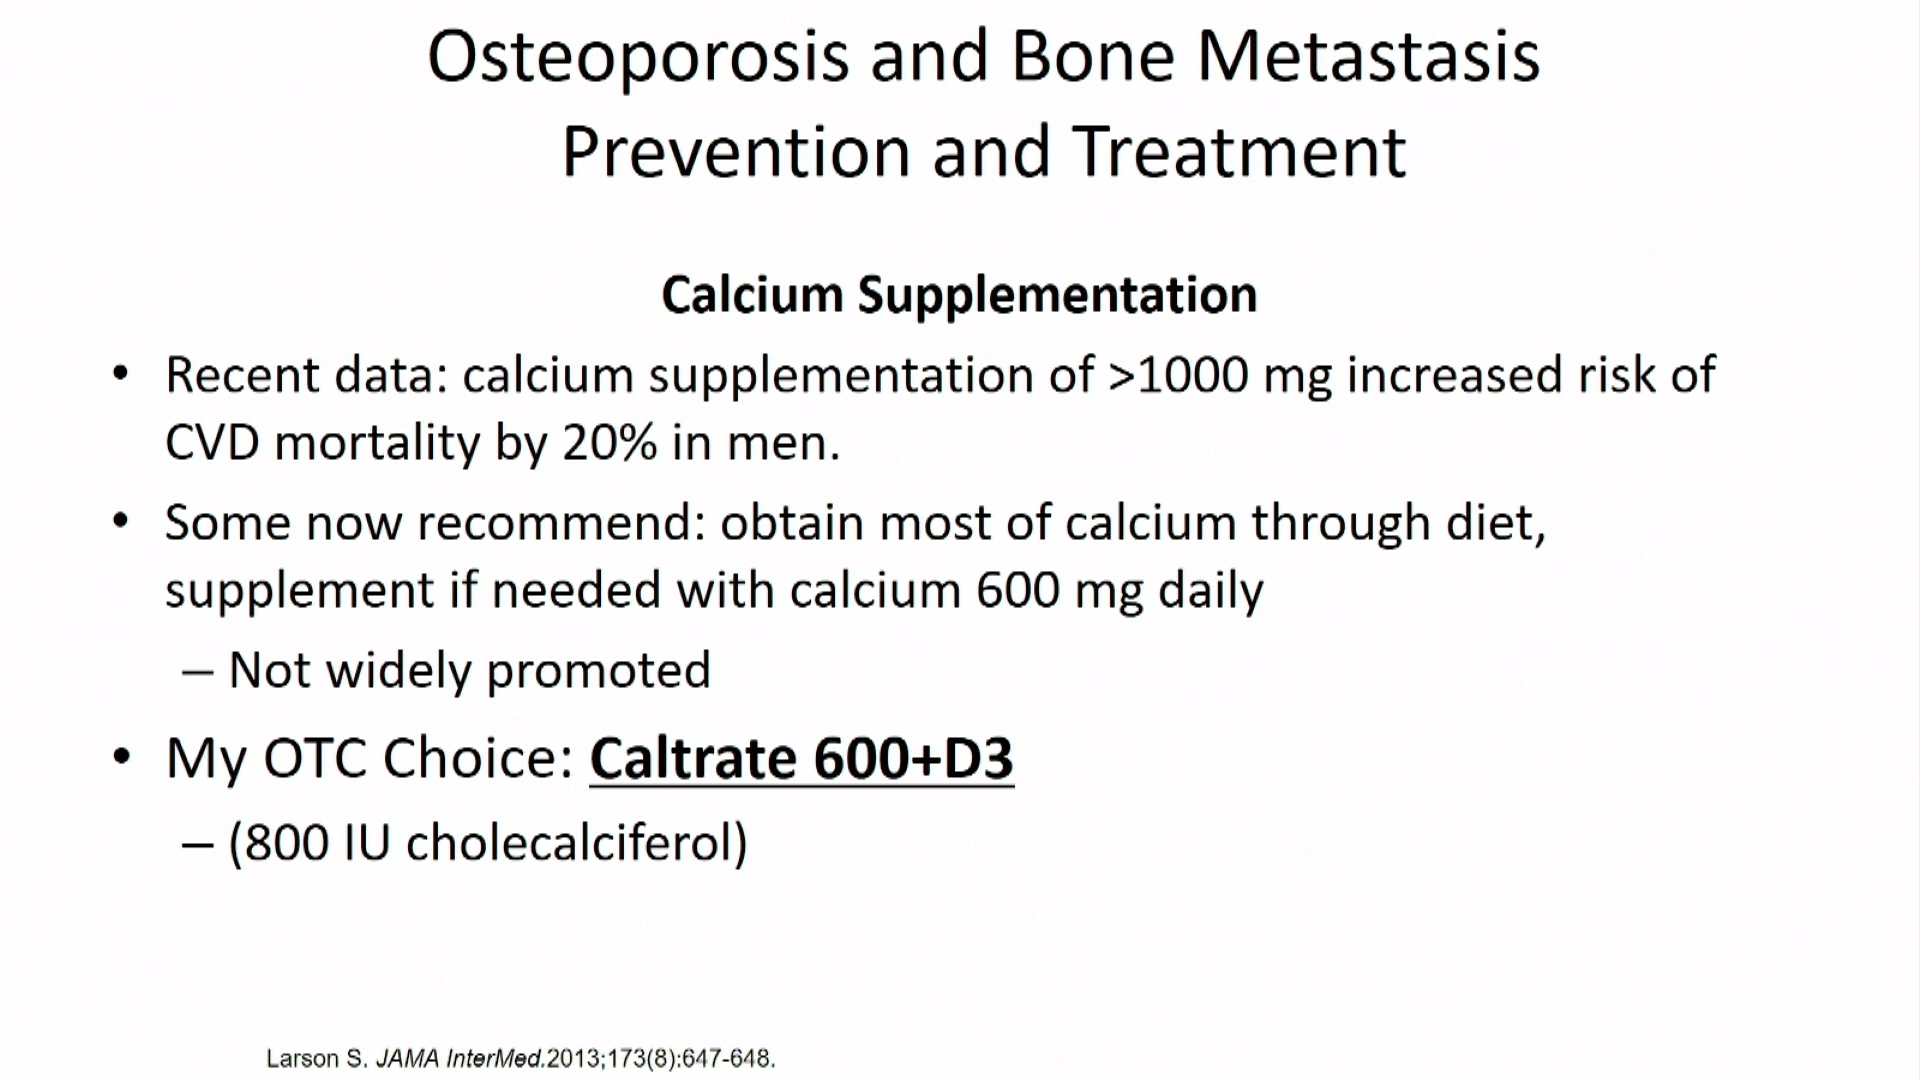 Osteoporosis and Bone Metastasis
Prevention and Treatment
Calcium Supplementation
• Recent data: calcium supplementation of >1000 mg increased risk of
CVD mortality by 20% in men.
• Some now recommend: obtain most of calcium through diet,
supplement if needed with calcium 600 mg daily
– Not widely promoted
• My OTC Choice: Caltrate 600+D3
– (800 IU cholecalciferol)
Larson S. JAMA InterMed.2013;173(8):647-648.